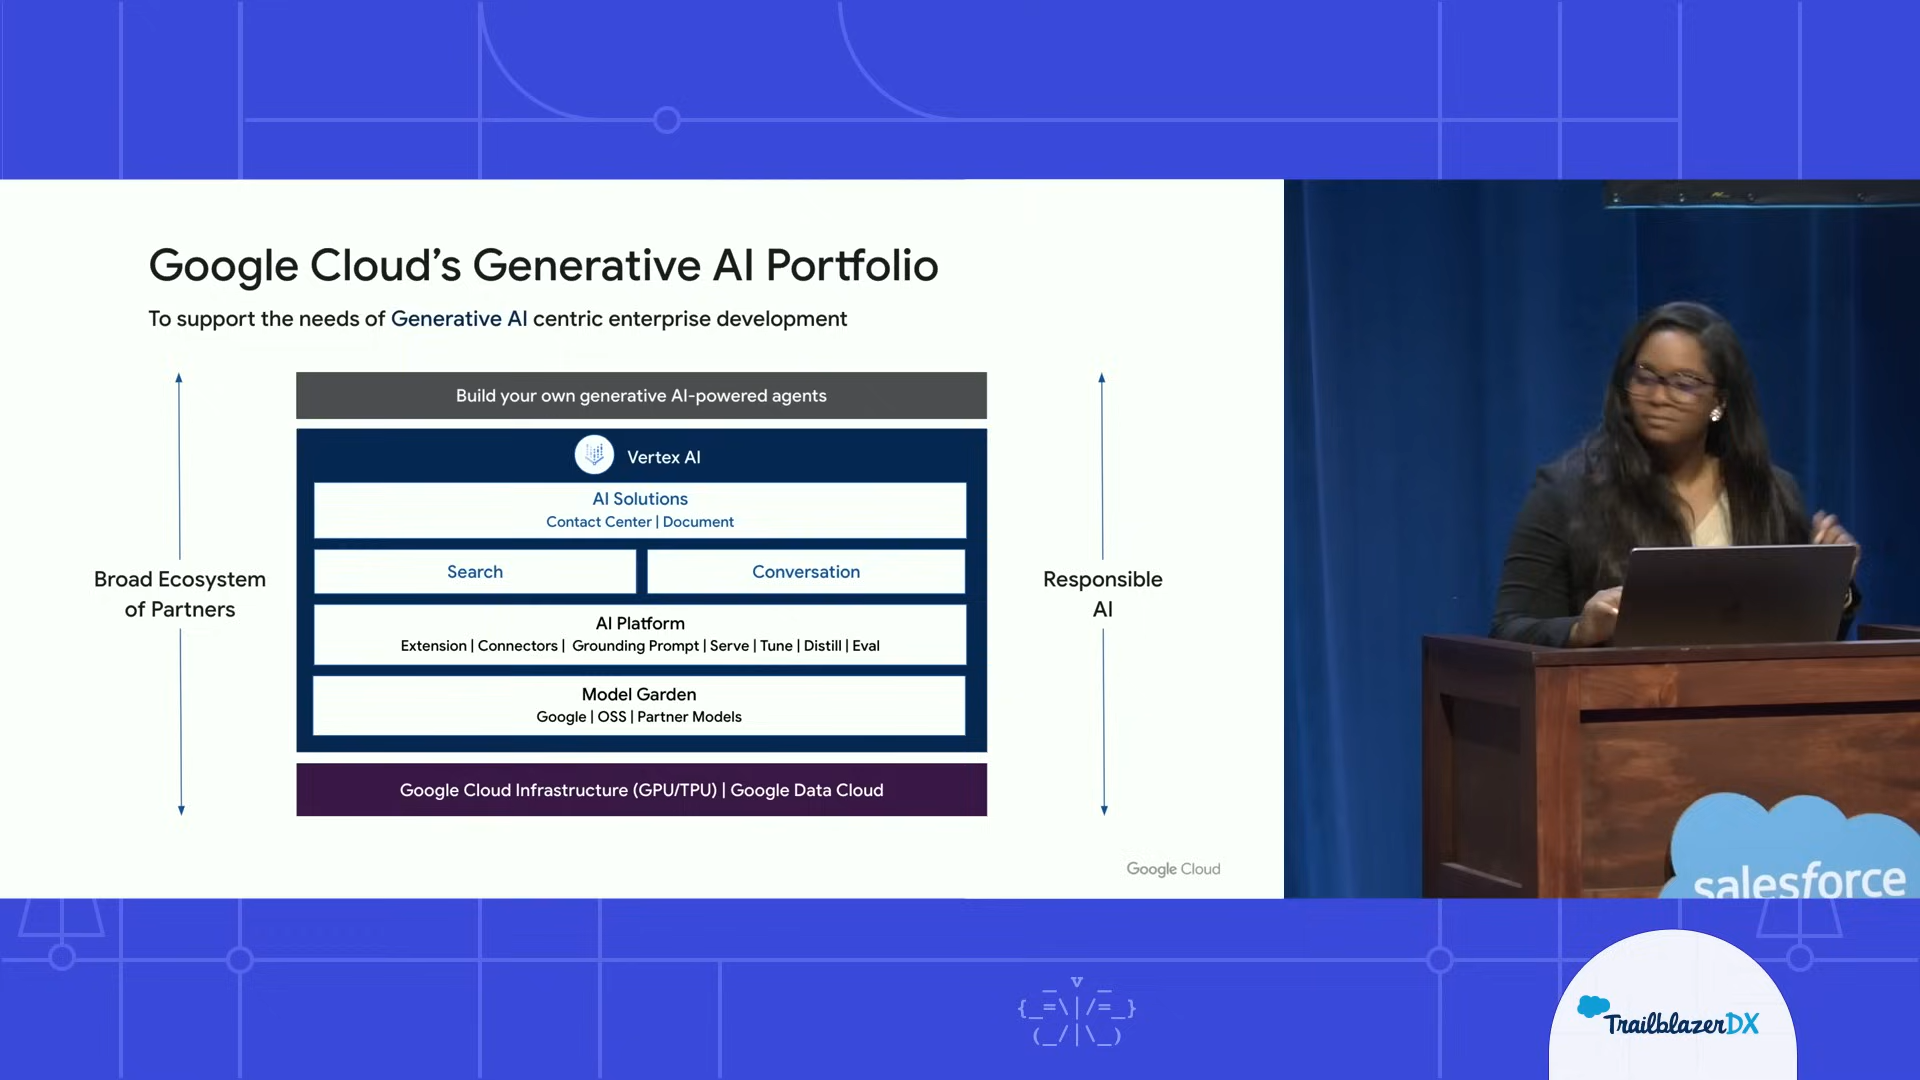 Google Cloud’s Generative AI Portfolio
To support the needs of Generative AI centric enterprise development
Build your own generative AI-powered agents
Vertex AI
AI Solutions
Contact Center | Document
Search
Conversation
AI Platform
Extension | Connectors | Grounding Prompt | Serve | Tune | Distill | Eval
Model Garden
Google | OSS | Partner Models
Google Cloud Infrastructure (GPU/TPU) | Google Data Cloud
Broad Ecosystem
of Partners
Responsible
AI
Google Cloud
salesforce
TrailblazerDX